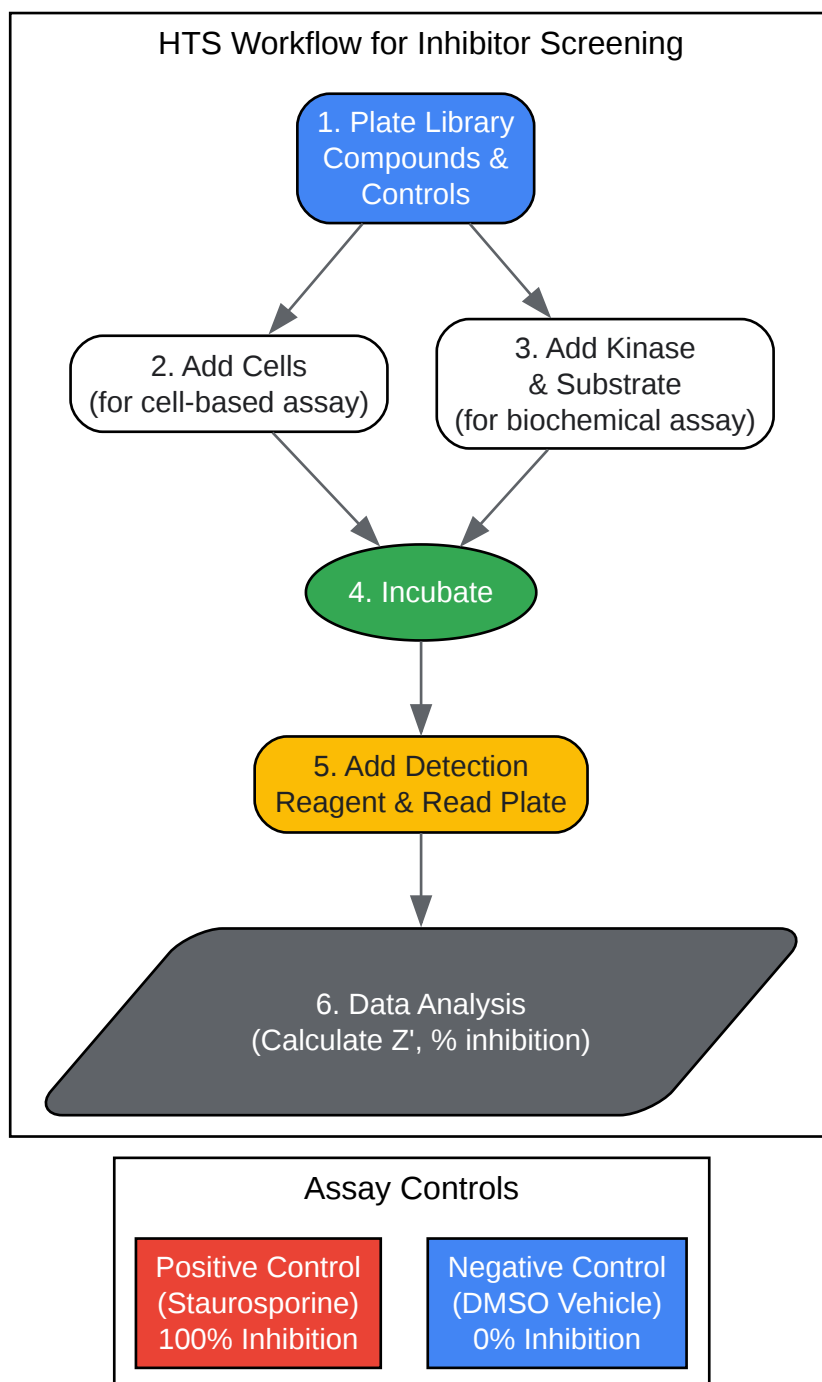 HTS Workflow for Inhibitor Screening
1. Plate Library
Compounds &
Controls
2. Add Cells
(for cell-based assay)
3. Add Kinase
& Substrate
(for biochemical assay)
4. Incubate
5. Add Detection
Reagent & Read Plate
6. Data Analysis
(Calculate Z', % inhibition)
Assay Controls
Positive Control
(Staurosporine)
100% Inhibition
Negative Control
(DMSO Vehicle)
0% Inhibition